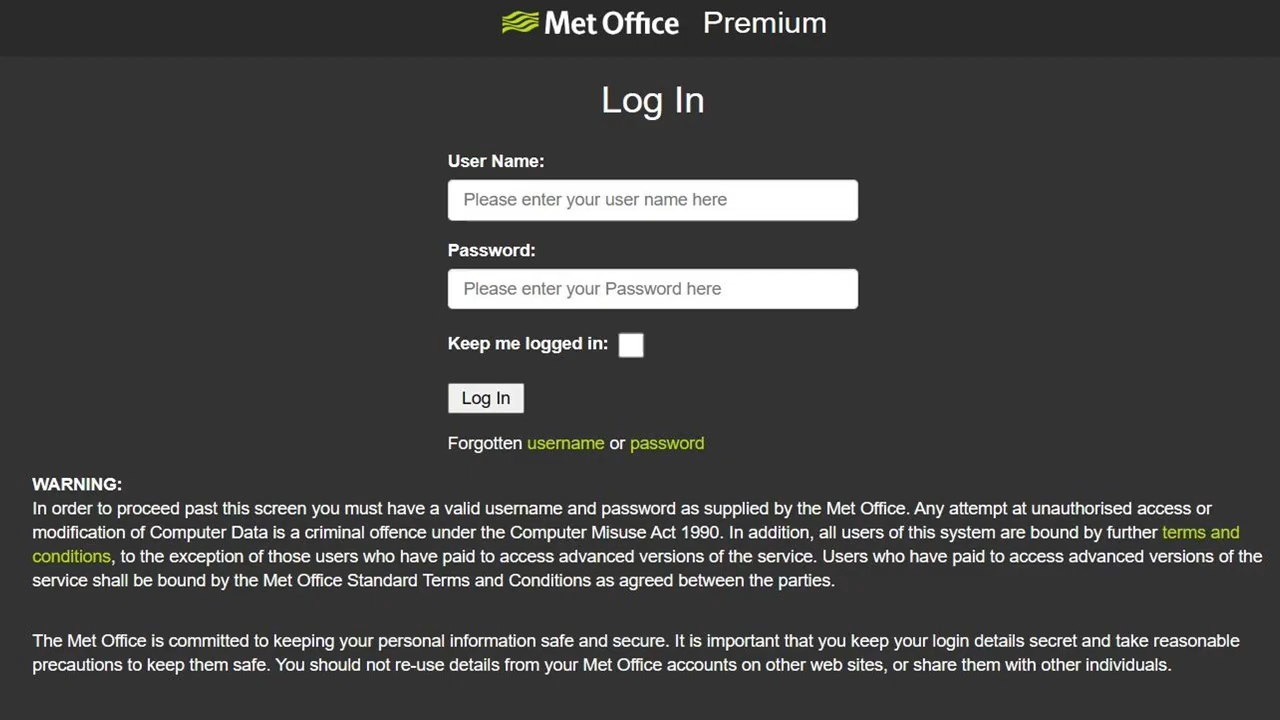 Met Office Premium
Log In
User Name:
Please enter your user name here
Password:
Please enter your Password here
Keep me logged in:
Log In
Forgotten username or password
WARNING:
In order to proceed past this screen you must have a valid username and password as supplied by the Met Office. Any attempt at unauthorised access or
modification of Computer Data is a criminal offence under the Computer Misuse Act 1990. In addition, all users of this system are bound by further terms and
conditions, to the exception of those users who have paid to access advanced versions of the service. Users who have paid to access advanced versions of the
service shall be bound by the Met Office Standard Terms and Conditions as agreed between the parties.
The Met Office is committed to keeping your personal information safe and secure. It is important that you keep your login details secret and take reasonable
precautions to keep them safe. You should not re-use details from your Met Office accounts on other web sites, or share them with other individuals.